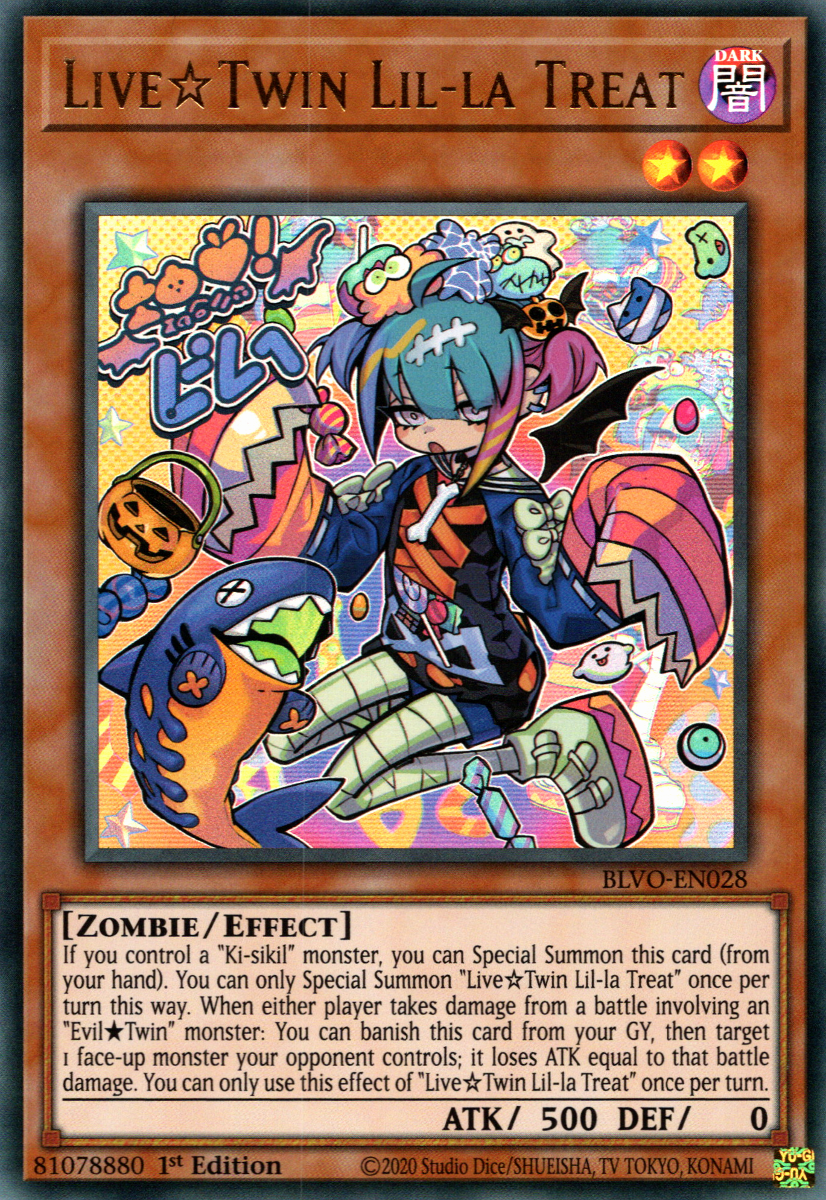 LIVE☆TWIN LIL-LA TREAT
DARK
闇
BLVO-EN028
[ZOMBIE/EFFECT]
If you control a "Ki-sikil" monster, you can Special Summon this card (from
your hand). You can only Special Summon "Live☆Twin Lil-la Treat" once per
turn this way. When either player takes damage from a battle involving an
"Evil★Twin" monster: You can banish this card from your GY, then target
1 face-up monster your opponent controls; it loses ATK equal to that battle
damage. You can only use this effect of "Live☆Twin Lil-la Treat" once per turn.
ATK/ 500 DEF/ 0
81078880 1st Edition
©2020 Studio Dice/SHUEISHA, TV TOKYO, KONAMI